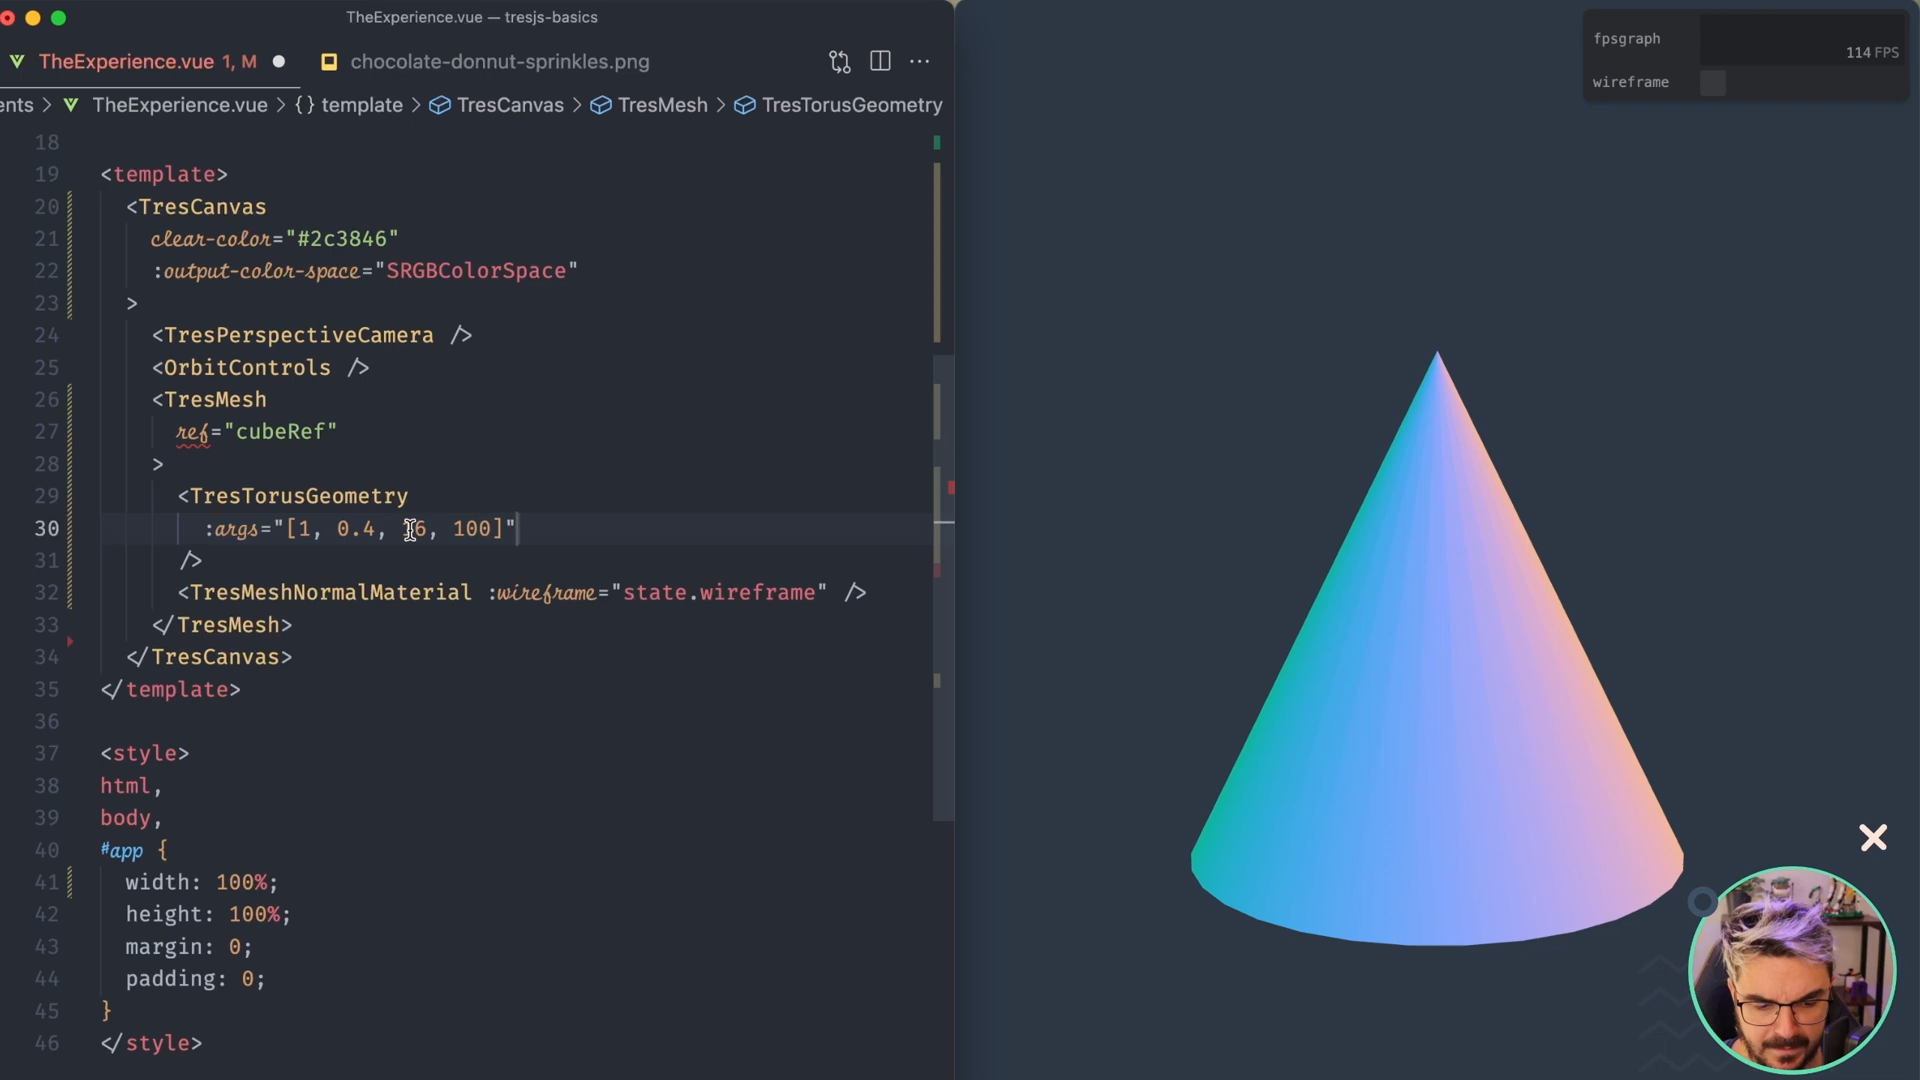 TheExperience.vue — tresjs-basics
TheExperience.vue 1, M
chocolate-donnut-sprinkles.png
ents > TheExperience.vue > {} template > TresCanvas > TresMesh > TresTorusGeometry
18
19 <template>
20 <TresCanvas
21 clear-color="#2c3846"
22 :output-color-space="SRGBColorSpace"
23 >
24 <TresPerspectiveCamera />
25 <OrbitControls />
26 <TresMesh
27 ref="cubeRef"
28 >
29 <TresTorusGeometry
30 :args="[1, 0.4, 16, 100]"
31 />
32 <TresMeshNormalMaterial :wireframe="state.wireframe" />
33 </TresMesh>
34 </TresCanvas>
35 </template>
36
37 <style>
38 html,
39 body,
40 #app {
41 width: 100%;
42 height: 100%;
43 margin: 0;
44 padding: 0;
45 }
46 </style>
fpsgraph
114 FPS
wireframe